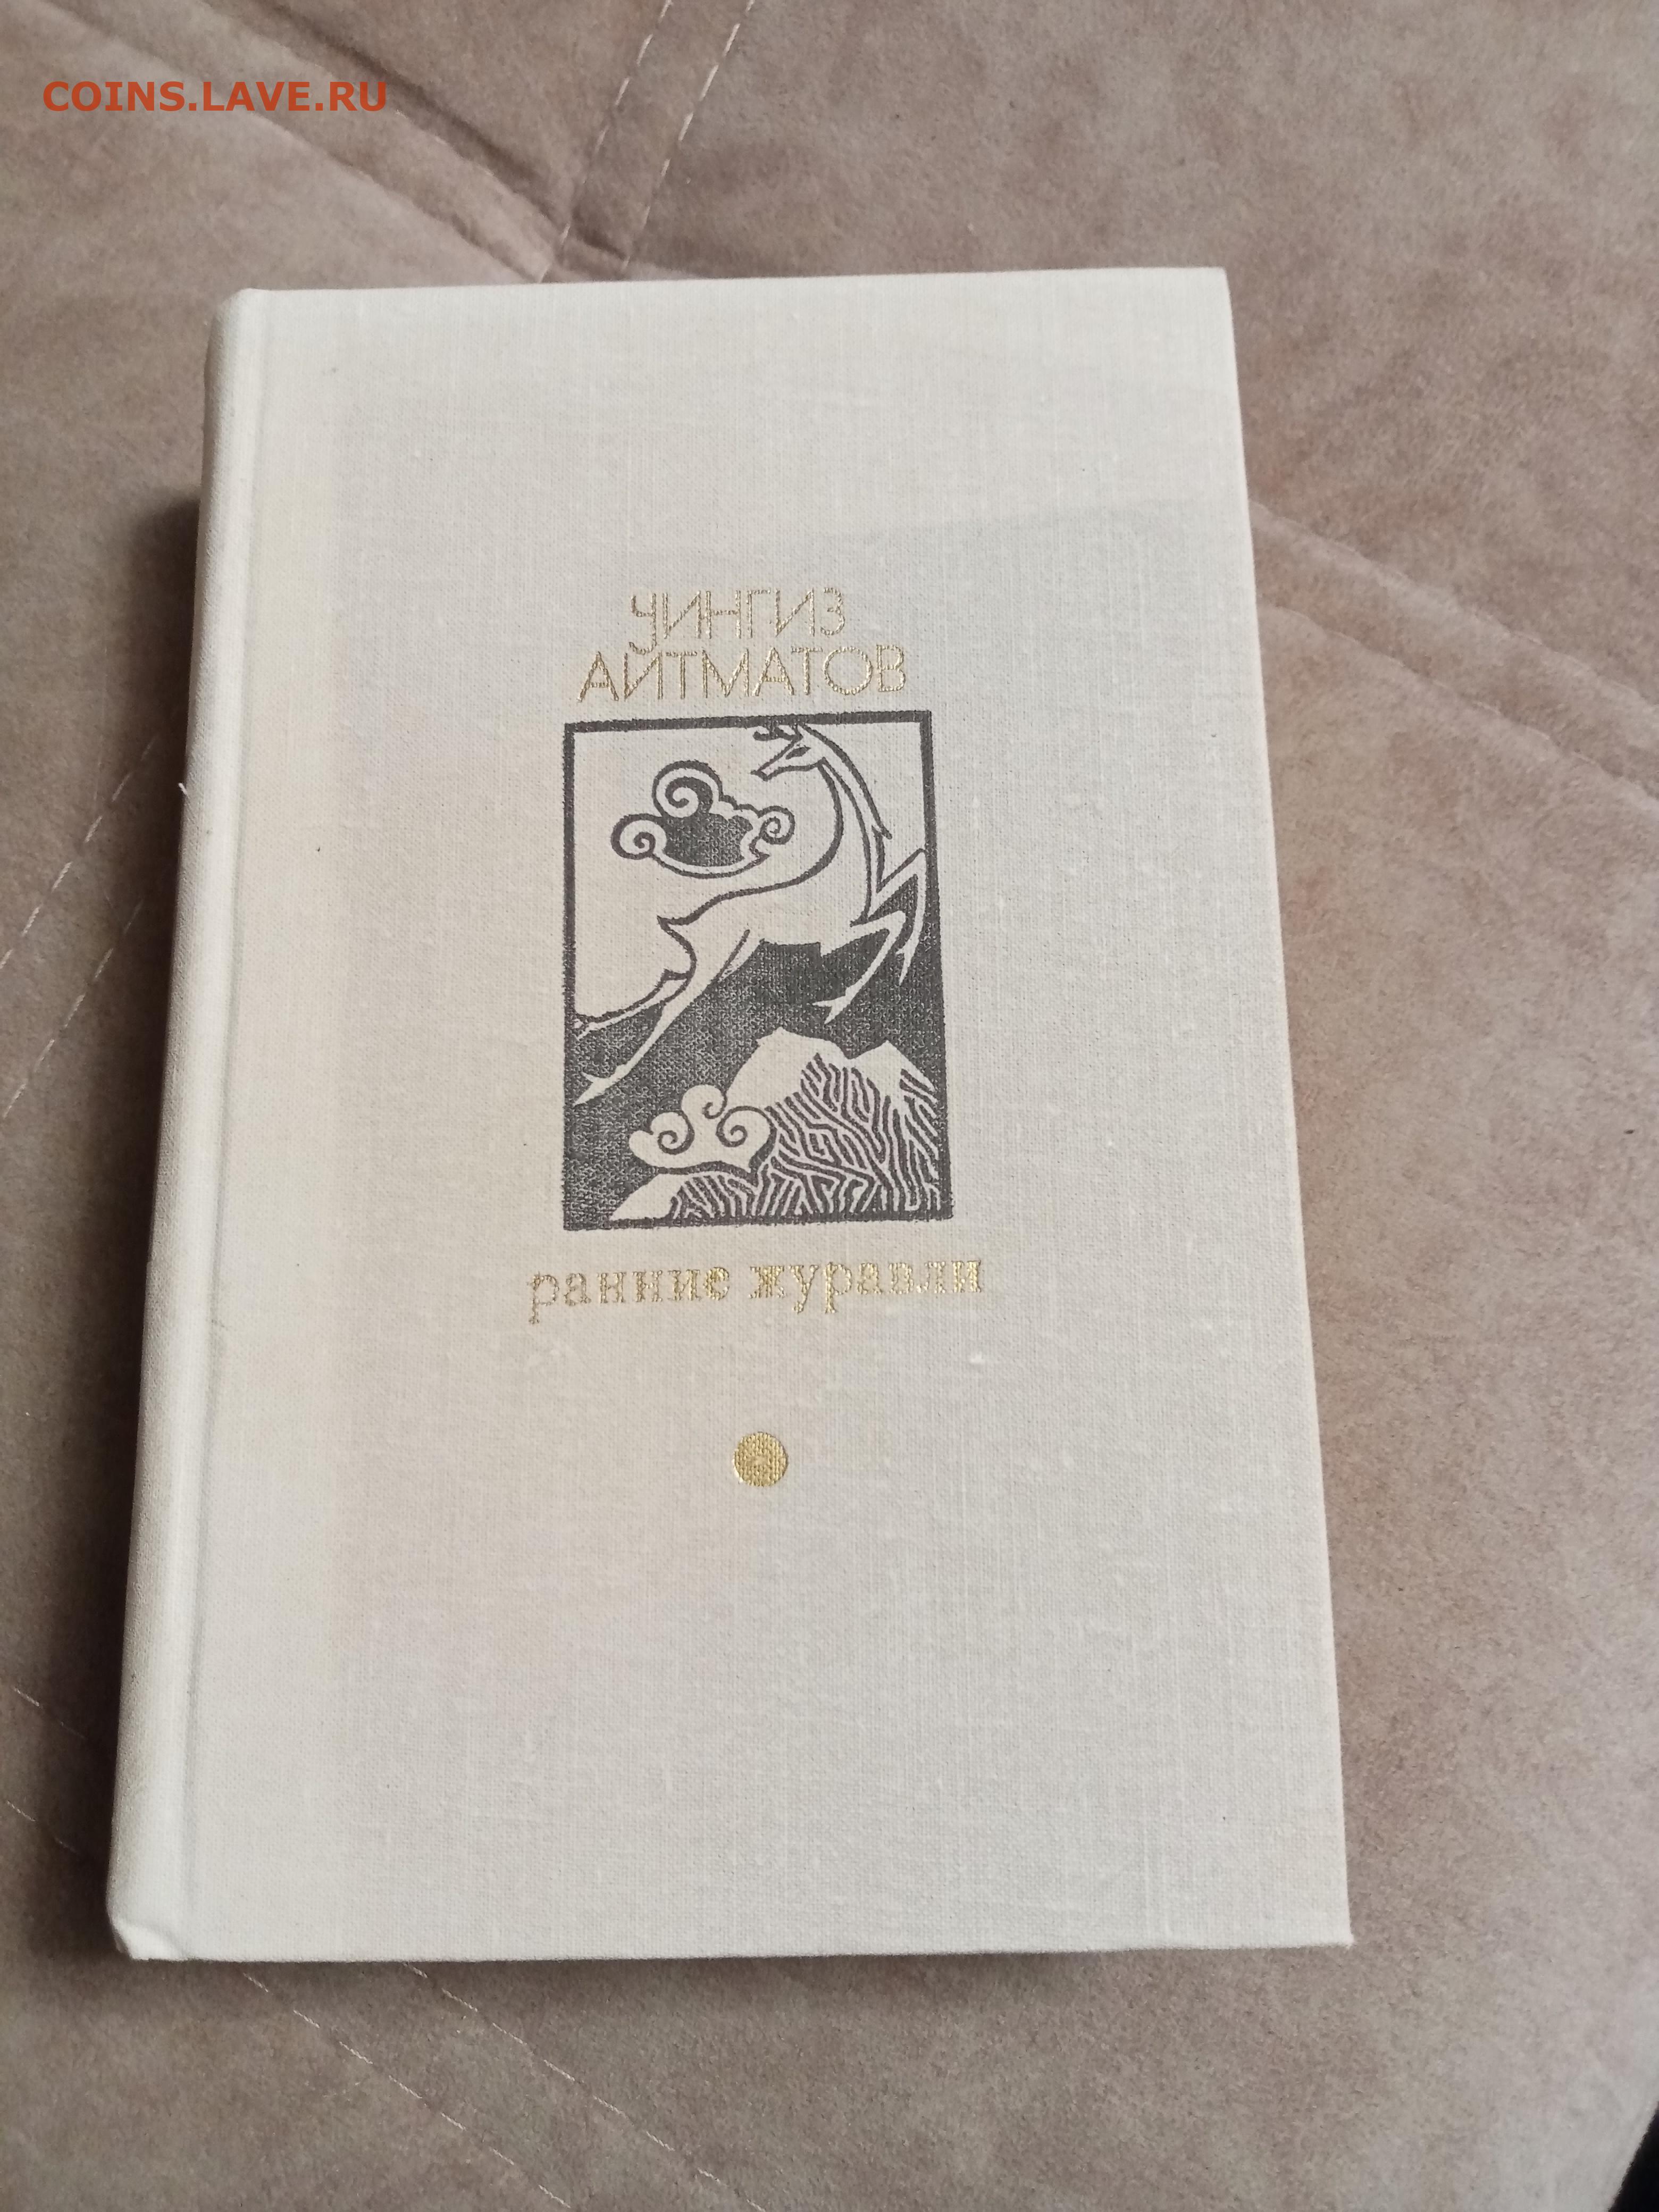 COINS.LAVE.RU
ЧИНГИЗ
АЙТМАТОВ
ранние журавли